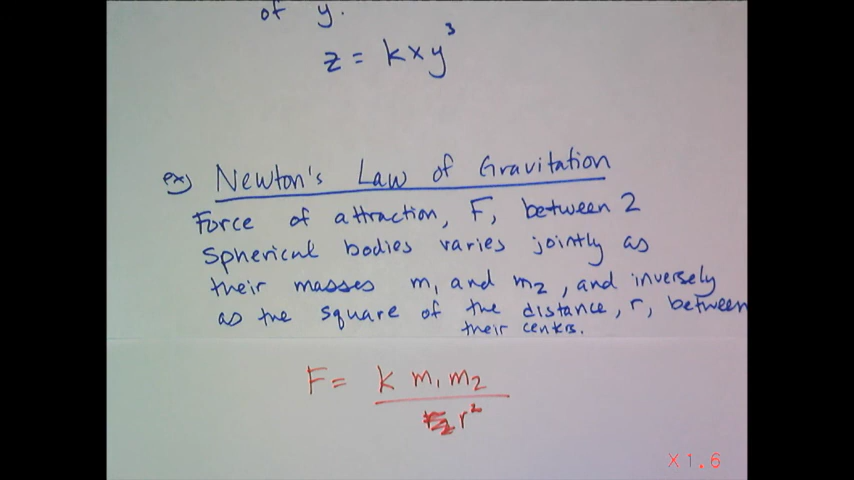 of y.
z = kxy³
ex) Newton's Law of Gravitation
Force of attraction, F, between 2
spherical bodies varies jointly as
their masses m₁ and m₂, and inversely
as the square of the distance, r, between
their centers.
F = k m₁ m₂
r²
X1.6